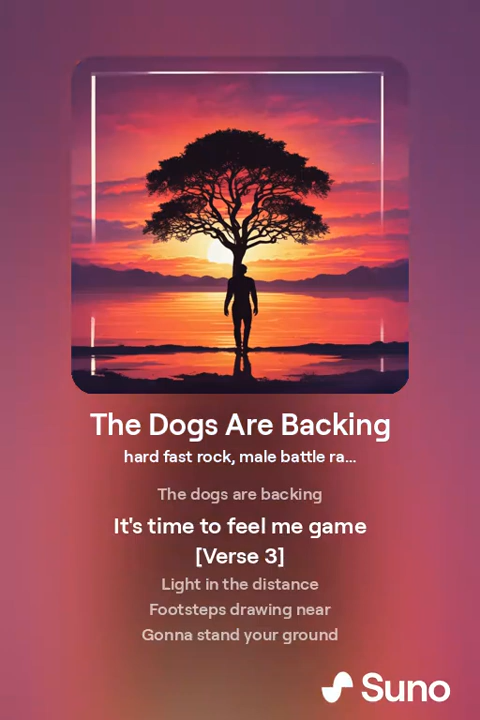 The Dogs Are Backing
hard fast rock, male battle ra...
The dogs are backing
It's time to feel me game
[Verse 3]
Light in the distance
Footsteps drawing near
Gonna stand your ground
Suno